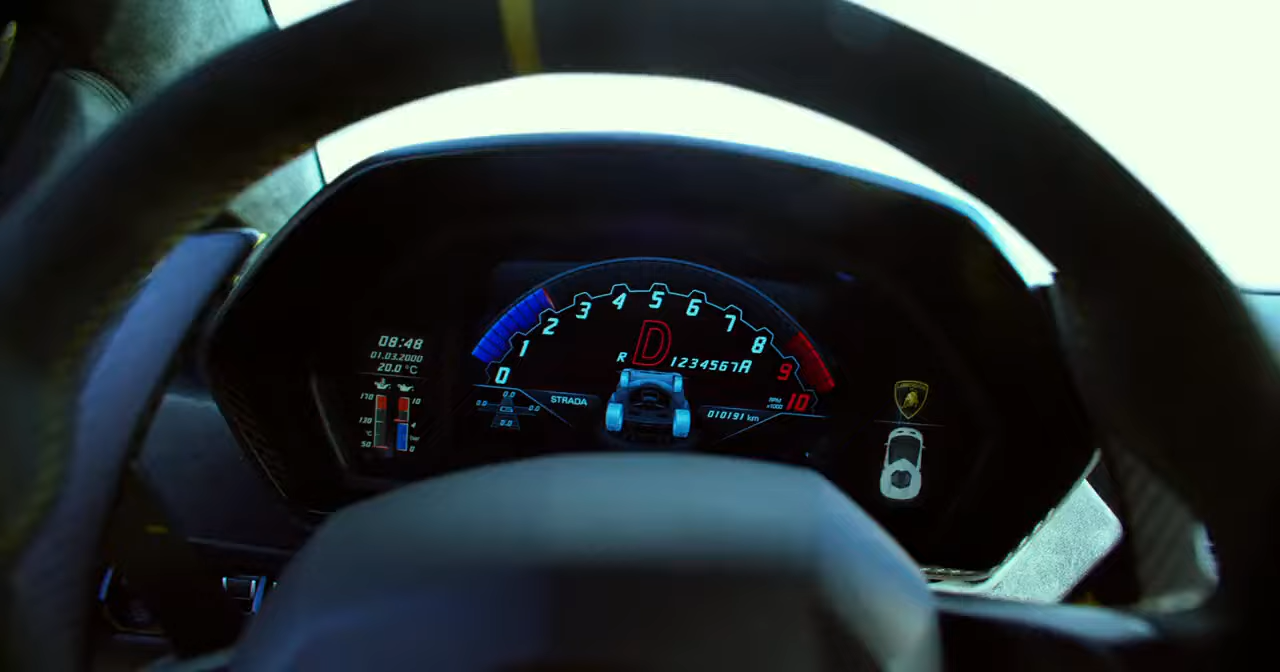 08:48
01.03.2000
20.0 °C
170
130
°C
50
10
4
bar
0
0 1 2 3 4 5 6 7 8 9 10
RPM
x1000
R D 1234567A
0.0
0.0 CS 0.0
0.0
STRADA
010191 km